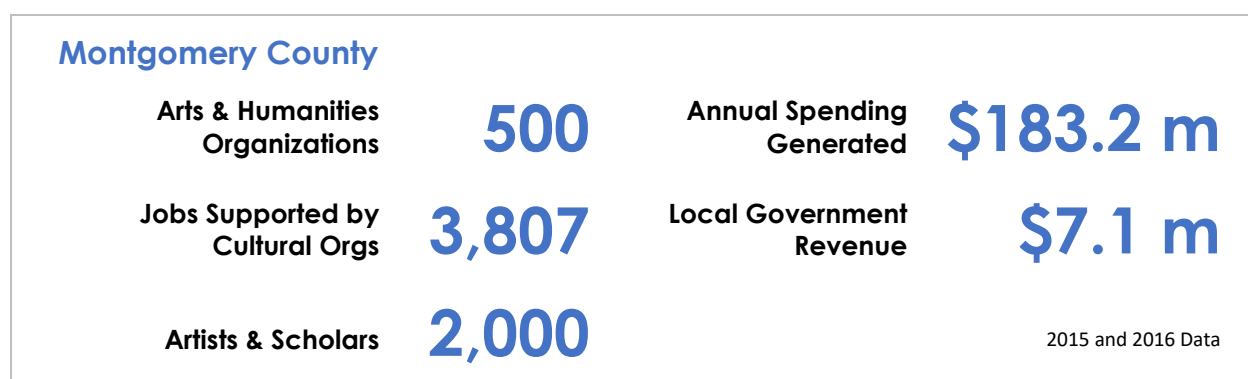 Montgomery County
Arts & Humanities
Organizations
500
Annual Spending
Generated
$183.2 m
Jobs Supported by
Cultural Orgs
3,807
Local Government
Revenue
$7.1 m
Artists & Scholars
2,000
2015 and 2016 Data